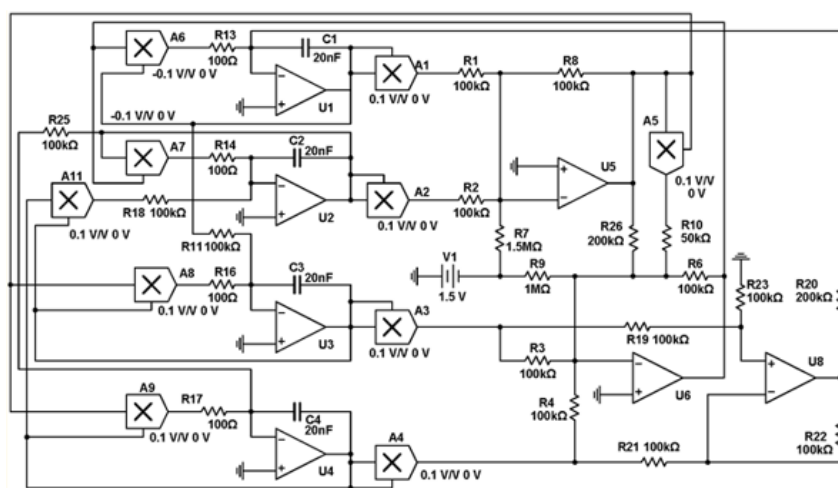 A6
R13
100Ω
-0.1 V/V 0 V
C1
20nF
U1
-0.1 V/V 0 V
A1
0.1 V/V 0 V
R1
100kΩ
R8
100kΩ
A5
0.1 V/V
0 V
R25
100kΩ
A7
R14
100Ω
C2
20nF
U2
A2
0.1 V/V 0 V
R2
100kΩ
U5
A11
0.1 V/V 0 V
R18 100kΩ
R11 100kΩ
R7
1.5MΩ
R26
200kΩ
R10
50kΩ
V1
1.5 V
R9
1MΩ
R6
100kΩ
R23
100kΩ
R20
200kΩ
A8
R16
100Ω
0.1 V/V 0 V
C3
20nF
U3
A3
0.1 V/V 0 V
R19 100kΩ
R3
100kΩ
U6
U8
A9
R17
100Ω
0.1 V/V 0 V
C4
20nF
U4
A4
0.1 V/V 0 V
R4
100kΩ
R21 100kΩ
R22
100kΩ